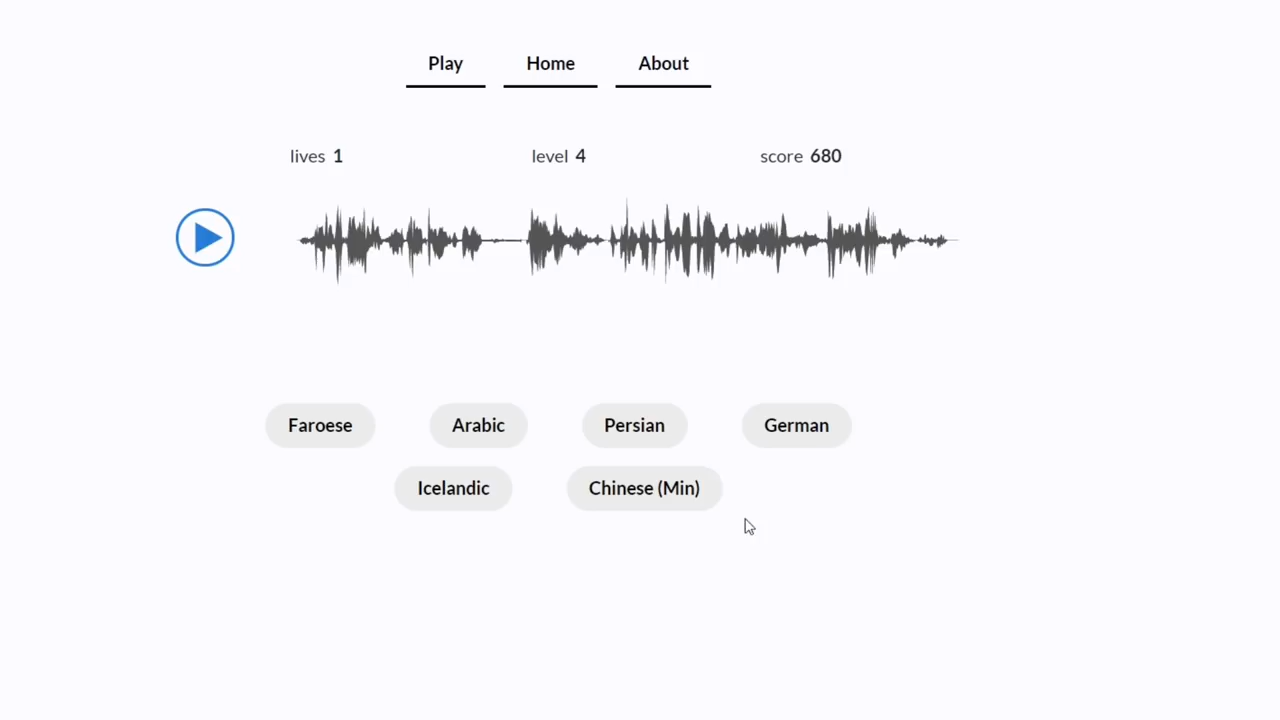 Play Home About
lives 1 level 4 score 680
Faroese Arabic Persian German
Icelandic Chinese (Min)